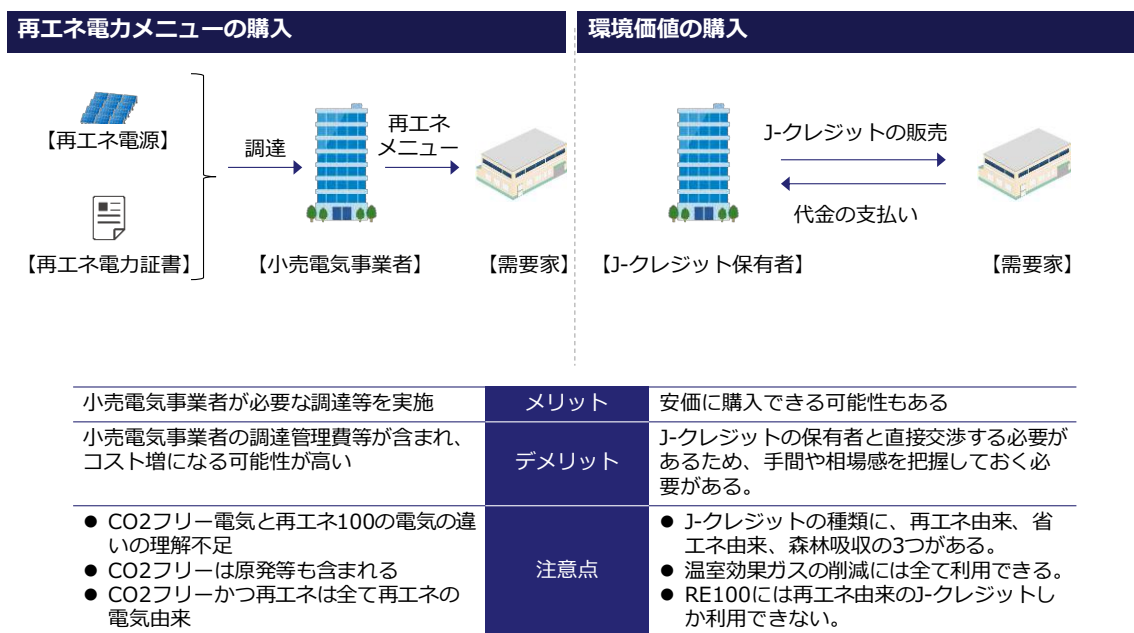 再エネ電力メニューの購入
環境価値の購入
【再エネ電源】
【再エネ電力証書】
調達
再エネ
メニュー
【小売電気事業者】
【需要家】
J-クレジットの販売
代金の支払い
【J-クレジット保有者】
【需要家】
小売電気事業者が必要な調達等を実施
メリット
安価に購入できる可能性もある
小売電気事業者の調達管理費等が含まれ、
コスト増になる可能性が高い
デメリット
J-クレジットの保有者と直接交渉する必要が
あるため、手間や相場感を把握しておく必
要がある。
● CO2フリー電気と再エネ100の電気の違
いの理解不足
● CO2フリーは原発等も含まれる
● CO2フリーかつ再エネは全て再エネの
電気由来
注意点
● J-クレジットの種類に、再エネ由来、省
エネ由来、森林吸収の3つがある。
● 温室効果ガスの削減には全て利用できる。
● RE100には再エネ由来のJ-クレジットし
か利用できない。